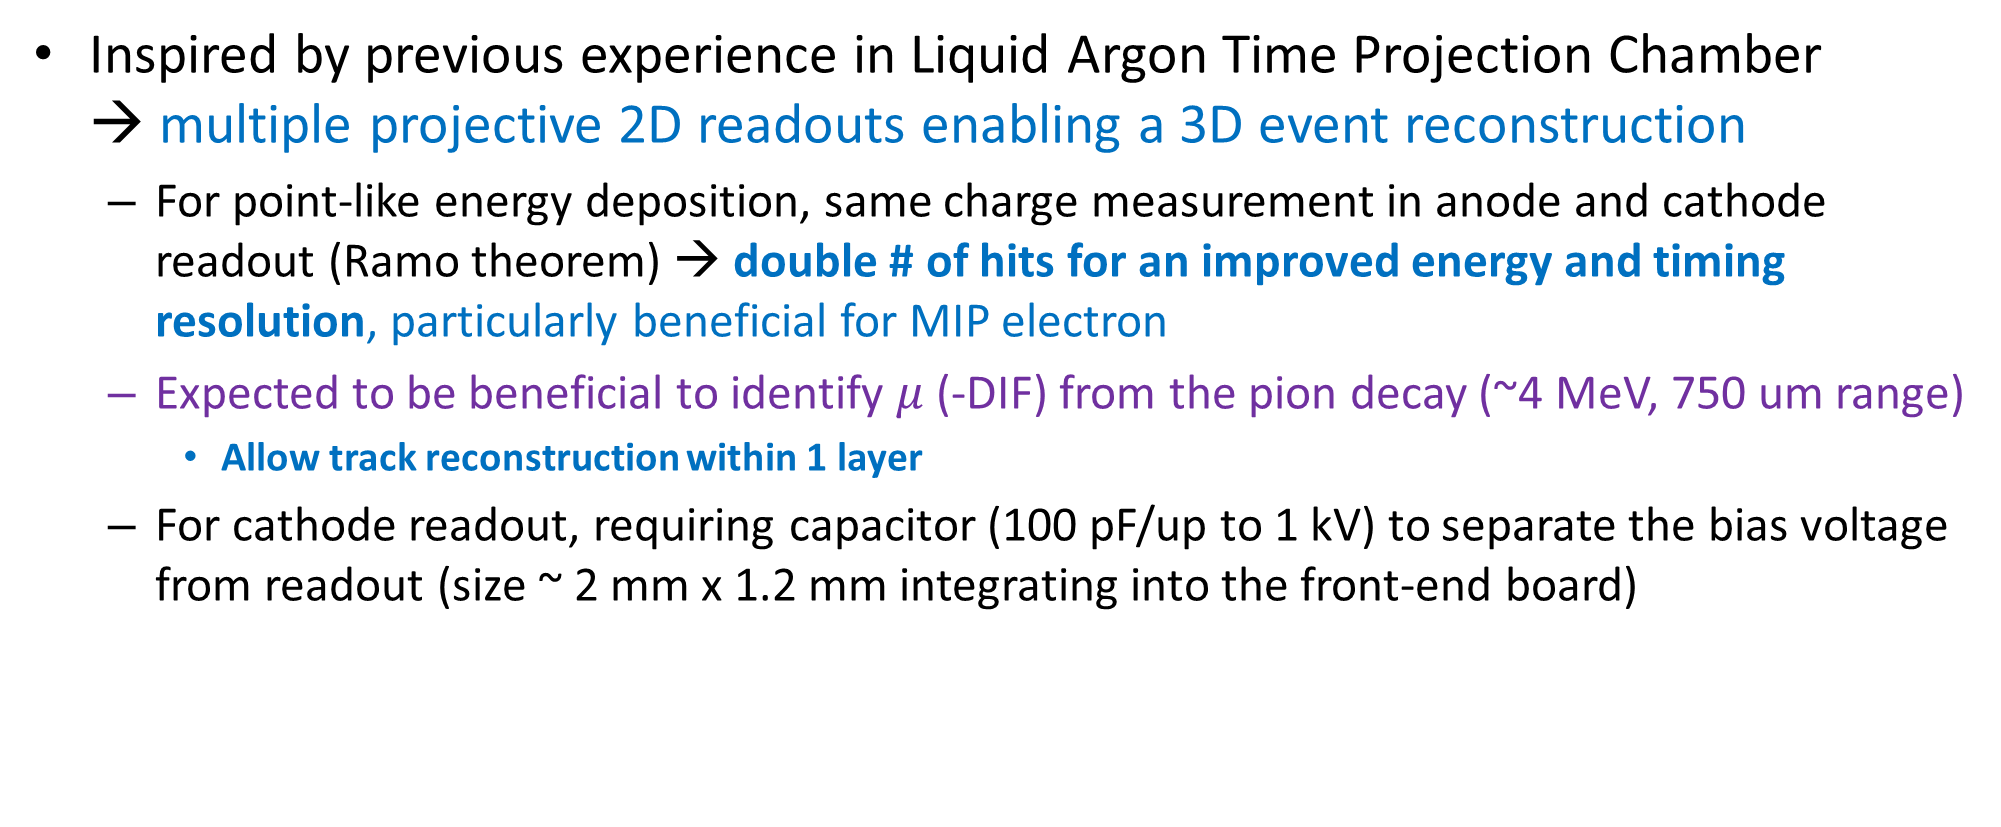 • Inspired by previous experience in Liquid Argon Time Projection Chamber
→ multiple projective 2D readouts enabling a 3D event reconstruction
– For point-like energy deposition, same charge measurement in anode and cathode
readout (Ramo theorem) → double # of hits for an improved energy and timing
resolution, particularly beneficial for MIP electron
– Expected to be beneficial to identify 𝜇 (-DIF) from the pion decay (~4 MeV, 750 um range)
• Allow track reconstruction within 1 layer
– For cathode readout, requiring capacitor (100 pF/up to 1 kV) to separate the bias voltage
from readout (size ~ 2 mm x 1.2 mm integrating into the front-end board)